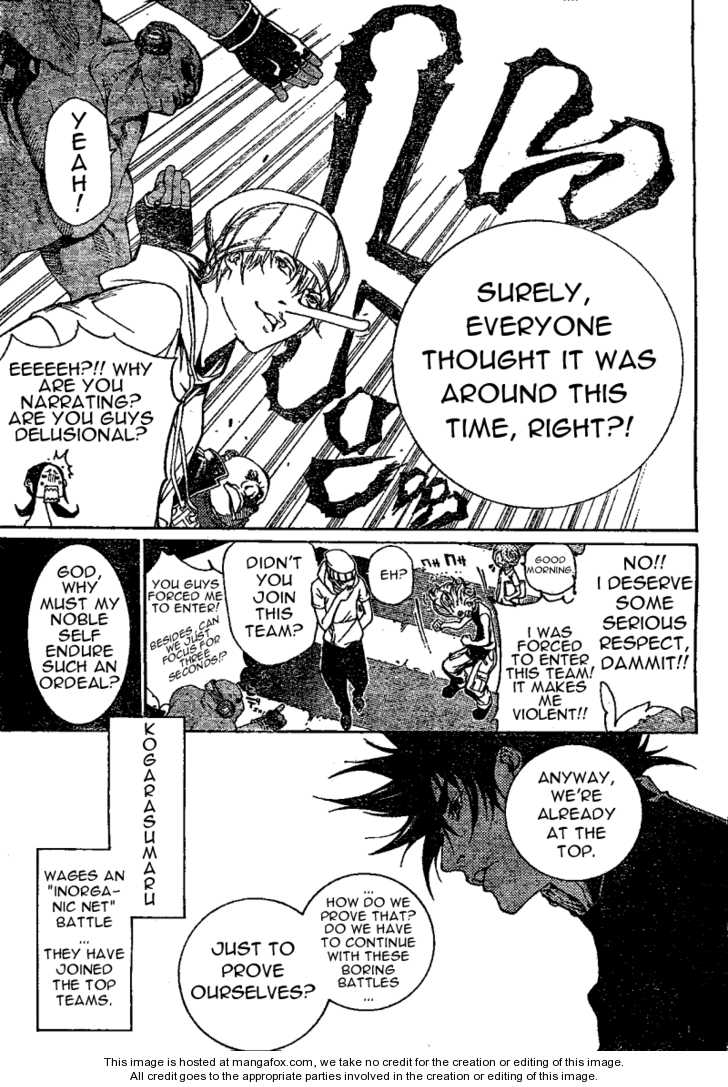 SURELY,
EVERYONE
THOUGHT IT WAS
AROUND THIS
TIME, RIGHT?!
YEAH!
EEEEEH?!! WHY
ARE YOU
NARRATING?
ARE YOU GUYS
DELUSIONAL?
NO!!
I DESERVE
SOME
SERIOUS
RESPECT,
DAMMIT!!
GOOD
MORNING.
I WAS
FORCED
TO ENTER
THIS TEAM!
IT MAKES
ME
VIOLENT!!
EH?
DIDN'T
YOU
JOIN
THIS
TEAM?
YOU GUYS
FORCED ME
TO ENTER!
BESIDES, CAN
WE JUST
FOCUS FOR
THREE
SECONDS!?
GOD,
WHY
MUST MY
NOBLE
SELF
ENDURE
SUCH AN
ORDEAL?
ANYWAY,
WE'RE
ALREADY
AT THE
TOP.
...
HOW DO WE
PROVE THAT?
DO WE HAVE
TO CONTINUE
WITH THESE
BORING
BATTLES
...
JUST TO
PROVE
OURSELVES?
KOGARASUMARU
WAGES AN
"INORGA-
NIC NET"
BATTLE
...
THEY HAVE
JOINED
THE TOP
TEAMS.
This image is hosted at mangafox.com, we take no credit for the creation or editing of this image.
All credit goes to the appropriate parties involved in the creation or editing of this image.